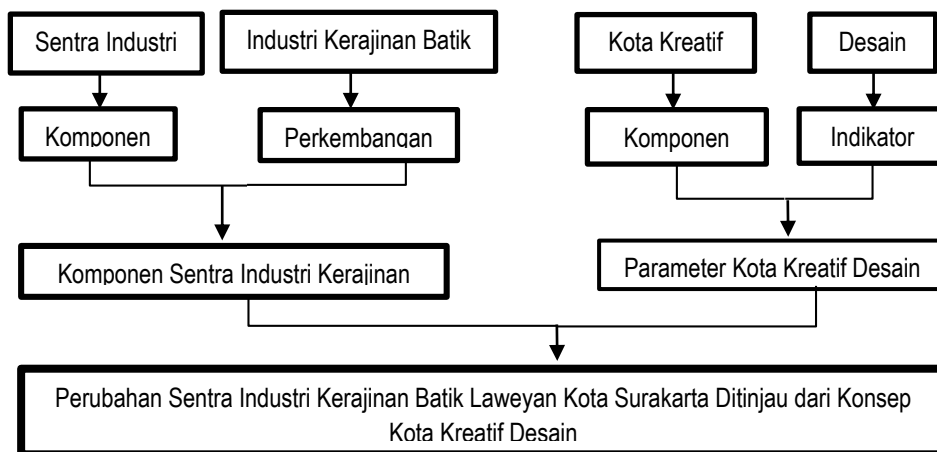 Sentra Industri
Industri Kerajinan Batik
Kota Kreatif
Desain
Komponen
Perkembangan
Komponen
Indikator
Komponen Sentra Industri Kerajinan
Parameter Kota Kreatif Desain
Perubahan Sentra Industri Kerajinan Batik Laweyan Kota Surakarta Ditinjau dari Konsep
Kota Kreatif Desain